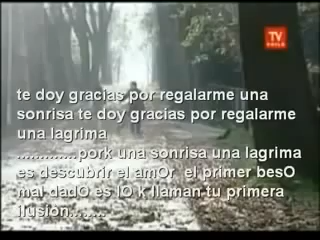 TV
CHILE
te doy gracias por regalarme una
sonrisa te doy gracias por regalarme
una lagrima
.............pork una sonrisa una lagrima
es descubrir el amOr  el primer besO
mal dadO es lO k llaman tu primera
ilusion........